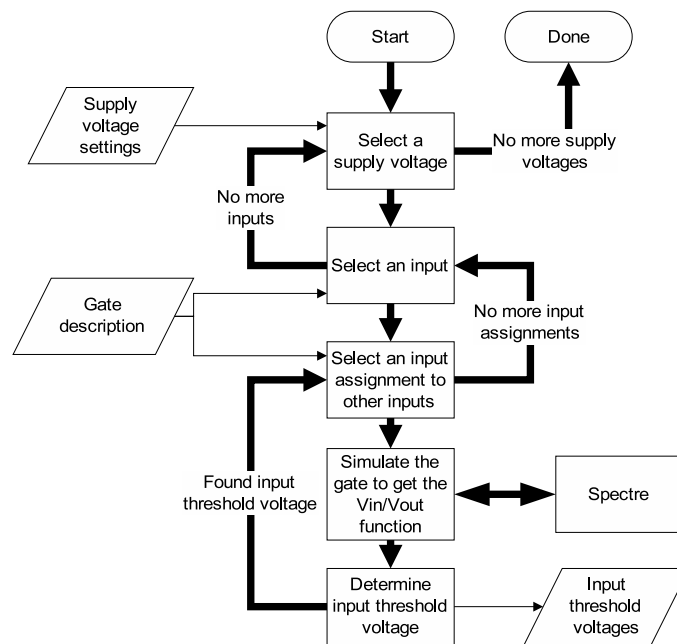 Start
Done
Supply
voltage
settings
Select a
supply voltage
No more supply
voltages
No more
inputs
Select an input
Gate
description
No more input
assignments
Select an input
assignment to
other inputs
Found input
threshold voltage
Simulate the
gate to get the
Vin/Vout
function
Spectre
Determine
input threshold
voltage
Input
threshold
voltages